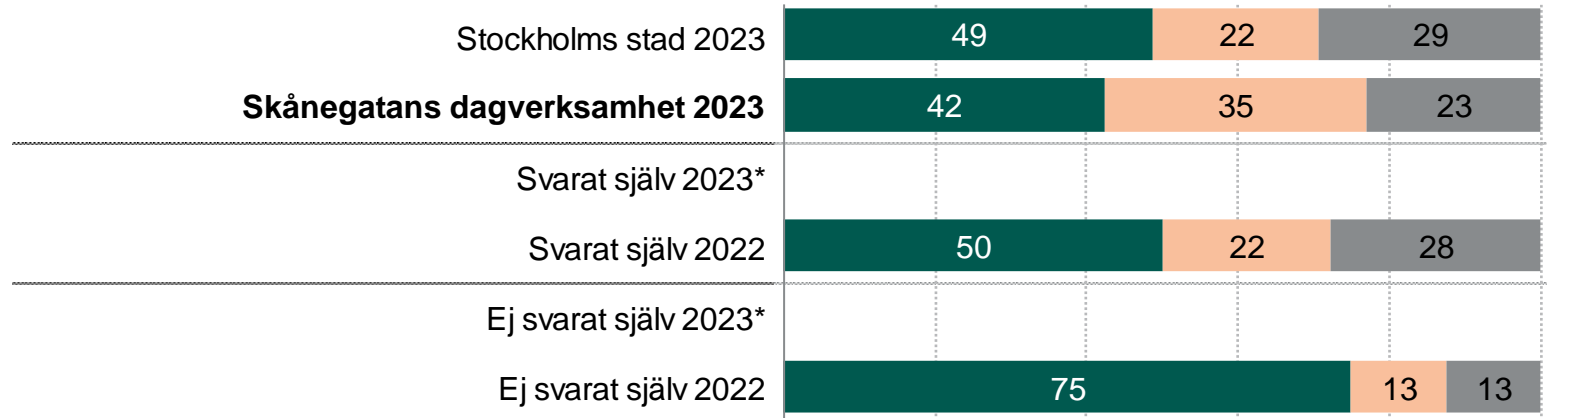 Stockholms stad 2023 49 22 29
Skånegatans dagverksamhet 2023 42 35 23
Svarat själv 2023*
Svarat själv 2022 50 22 28
Ej svarat själv 2023*
Ej svarat själv 2022 75 13 13